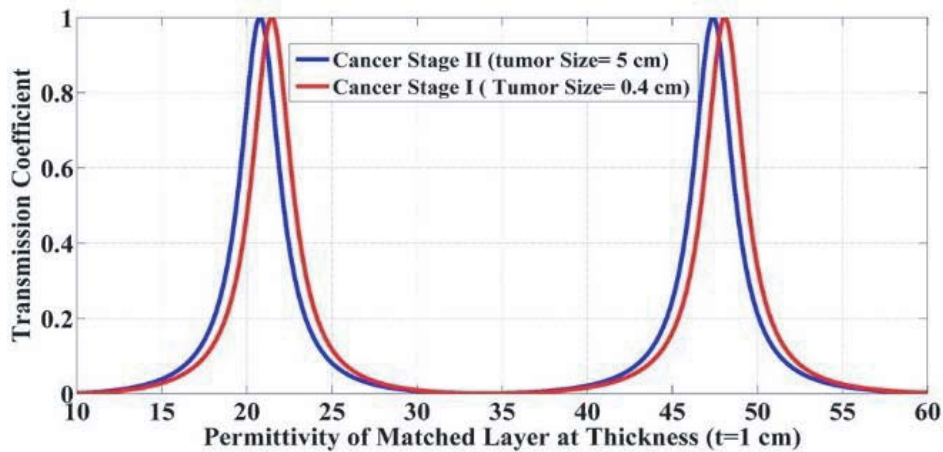 1
0.8
0.6
0.4
0.2
0
Transmission Coefficient
Cancer Stage II (tumor Size= 5 cm)
Cancer Stage I ( Tumor Size= 0.4 cm)
10 15 20 25 30 35 40 45 50 55 60
Permittivity of Matched Layer at Thickness (t=1 cm)